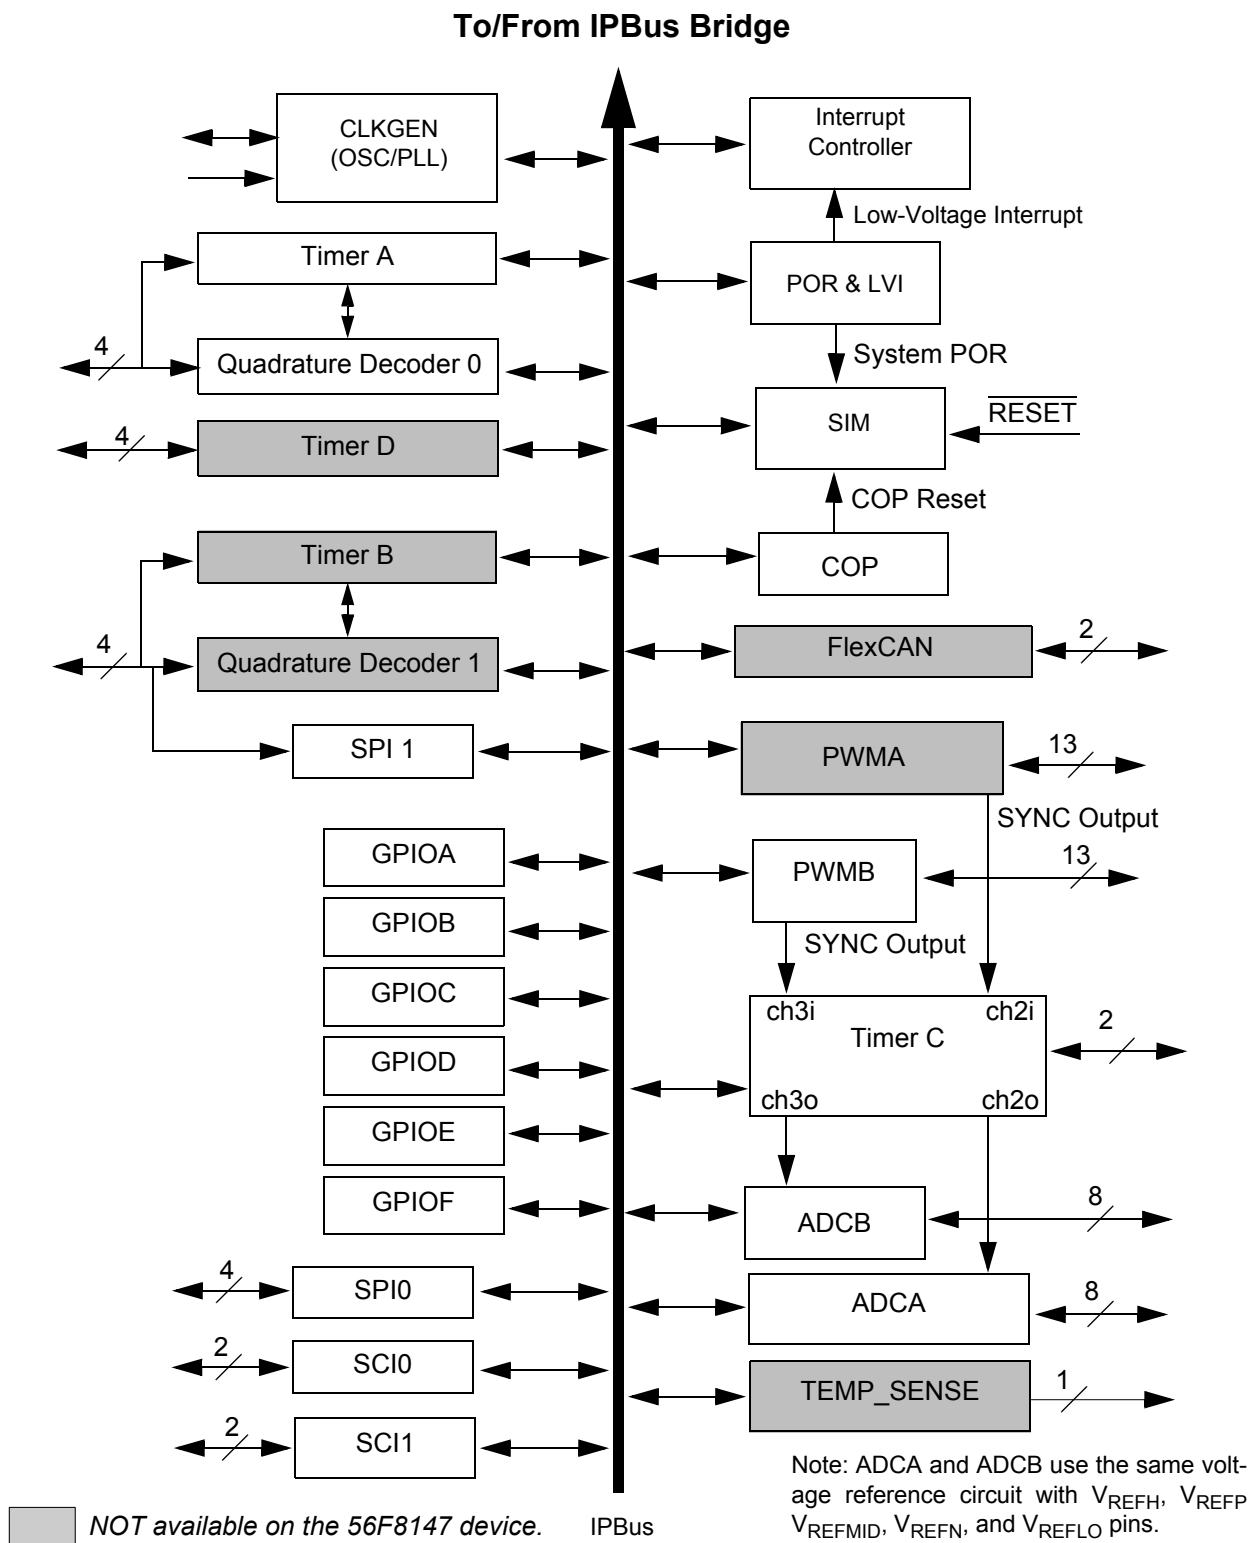 To/From IPBus Bridge
CLKGEN
(OSC/PLL)
Interrupt
Controller
Low-Voltage Interrupt
Timer A
POR & LVI
4
Quadrature Decoder 0
System POR
SIM
RESET
4
Timer D
COP Reset
Timer B
COP
4
Quadrature Decoder 1
FlexCAN
2
SPI 1
PWMA
13
SYNC Output
GPIOA
PWMB
13
GPIOB
SYNC Output
GPIOC
ch3i
ch2i
Timer C
2
GPIOD
ch3o
ch2o
GPIOE
GPIOF
ADCB
8
4
SPI0
ADCA
8
2
SCI0
TEMP_SENSE
1
2
SCI1
Note: ADCA and ADCB use the same volt-
age reference circuit with VREFH, VREFP
VREFMID, VREFN, and VREFLO pins.
NOT available on the 56F8147 device.
IPBus